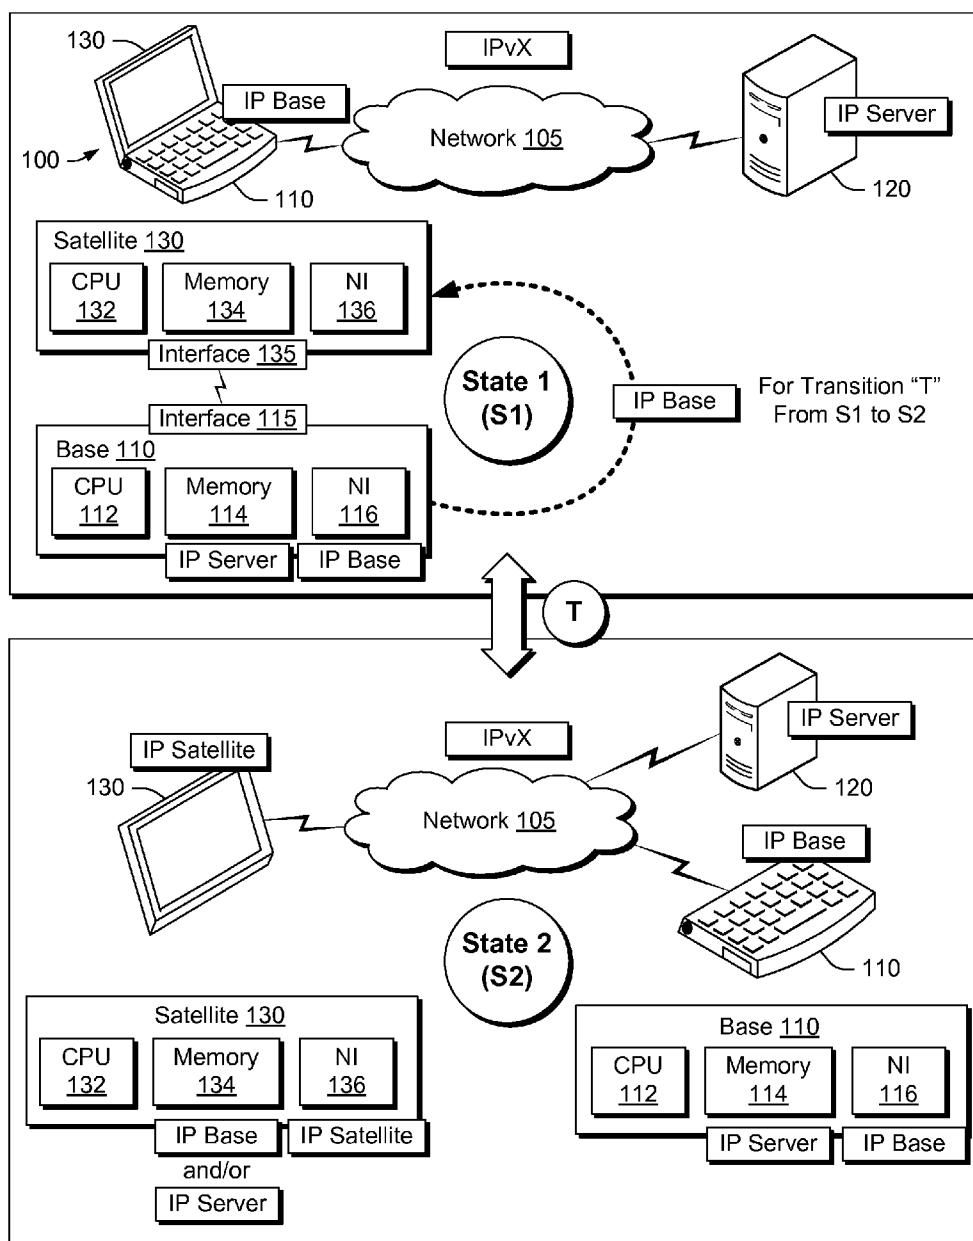 130
IPvX
IP Base
Network 105
IP Server
100
110
120
Satellite 130
CPU
132
Memory
134
NI
136
Interface 135
State 1
(S1)
IP Base
For Transition “T”
From S1 to S2
Interface 115
Base 110
CPU
112
Memory
114
NI
116
IP Server
IP Base
T
IP Satellite
IPvX
IP Server
130
120
Network 105
IP Base
State 2
(S2)
110
Satellite 130
CPU
132
Memory
134
NI
136
IP Base
IP Satellite
and/or
IP Server
Base 110
CPU
112
Memory
114
NI
116
IP Server
IP Base